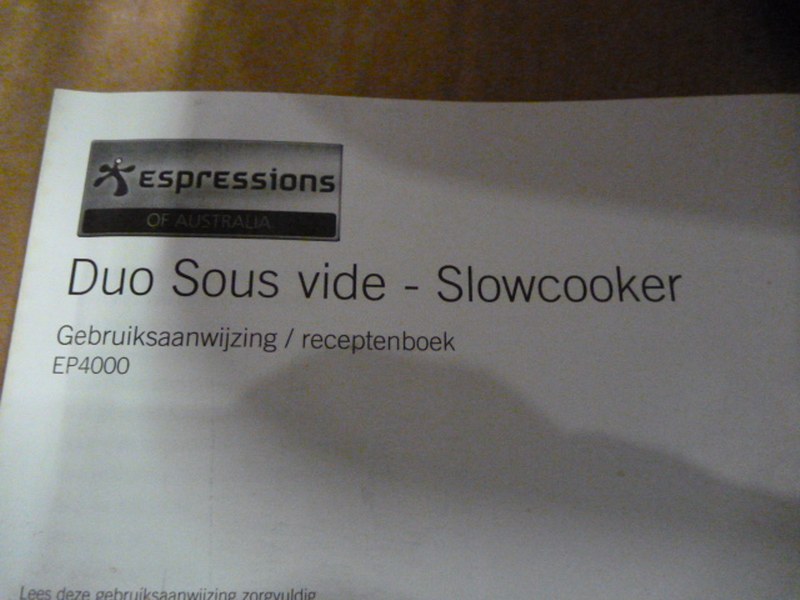 espressions
OF AUSTRALIA
Duo Sous vide - Slowcooker
Gebruiksaanwijzing / receptenboek
EP4000
Lees deze gebruiksaanwijzing zorgvuldig